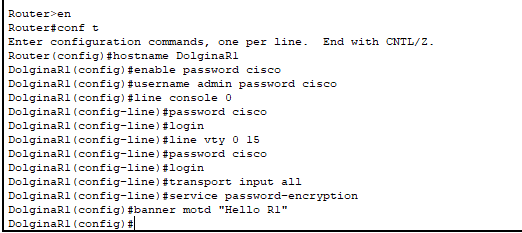 Router>en
Router#conf t
Enter configuration commands, one per line.  End with CNTL/Z.
Router(config)#hostname DolginaR1
DolginaR1(config)#enable password cisco
DolginaR1(config)#username admin password cisco
DolginaR1(config)#line console 0
DolginaR1(config-line)#password cisco
DolginaR1(config-line)#login
DolginaR1(config-line)#line vty 0 15
DolginaR1(config-line)#password cisco
DolginaR1(config-line)#login
DolginaR1(config-line)#transport input all
DolginaR1(config-line)#service password-encryption
DolginaR1(config)#banner motd "Hello R1"
DolginaR1(config)#